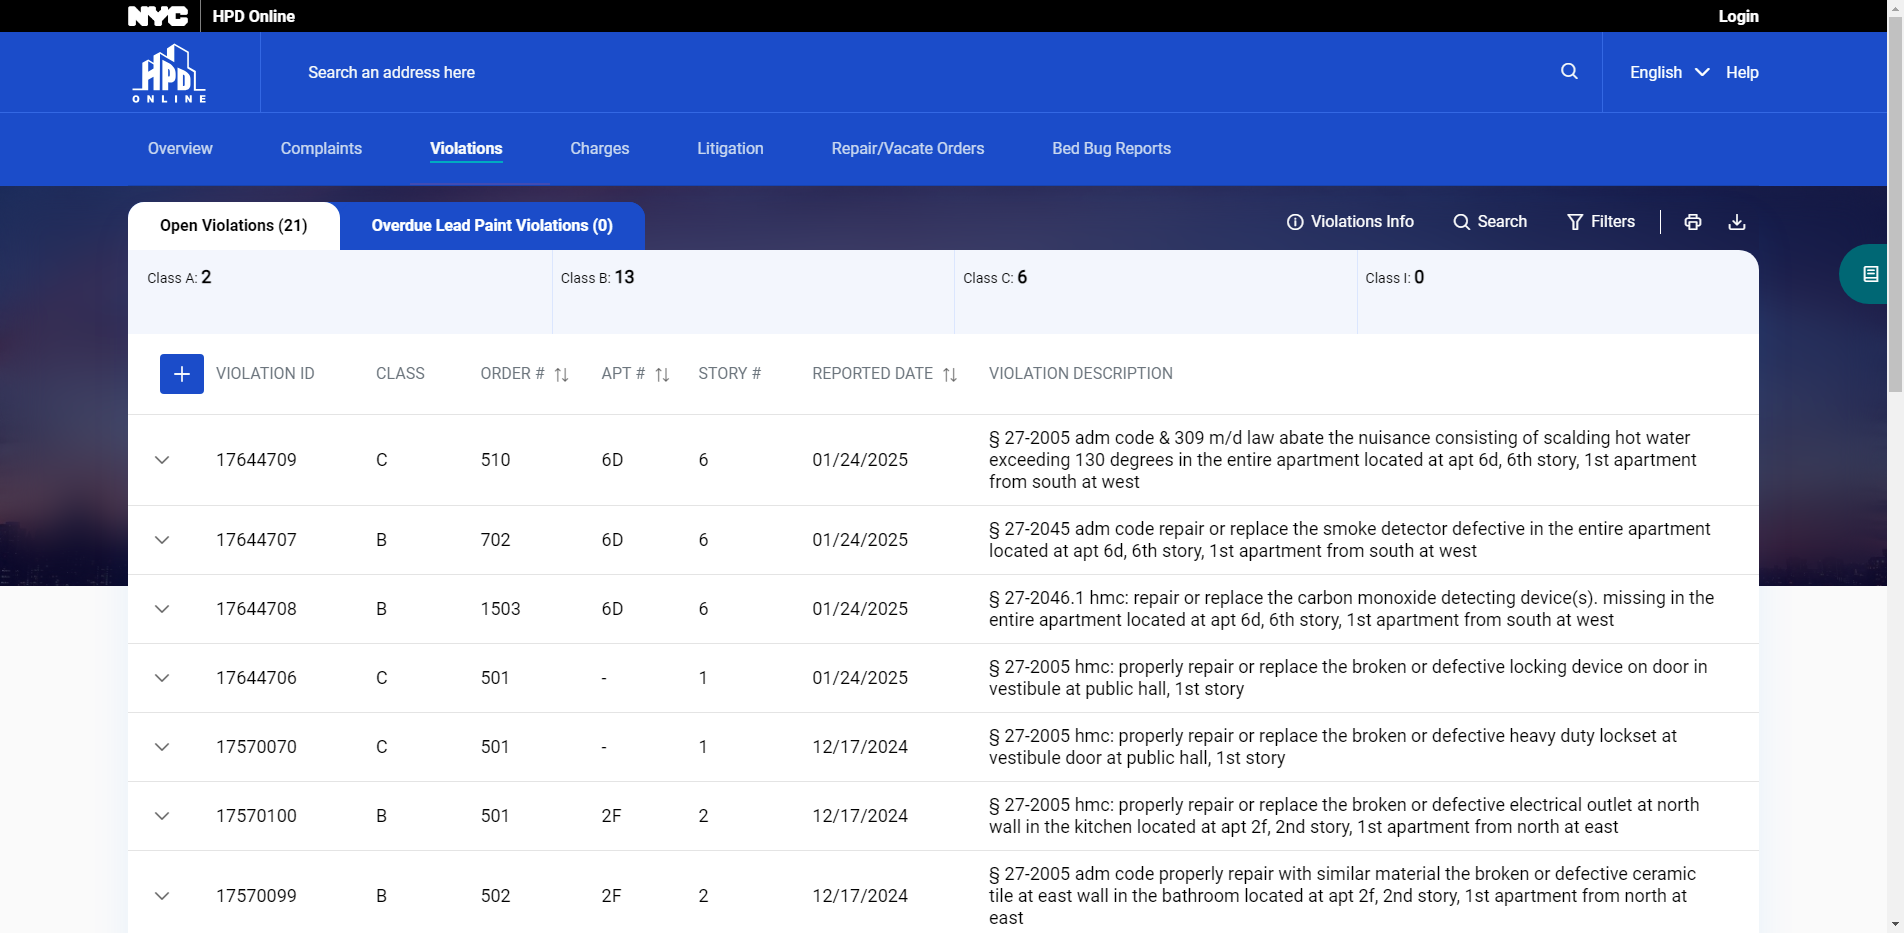 NYC HPD Online Login
HPD ONLINE
Search an address here English Help
Overview Complaints Violations Charges Litigation Repair/Vacate Orders Bed Bug Reports
Open Violations (21) Overdue Lead Paint Violations (0) Violations Info Search Filters
Class A: 2 Class B: 13 Class C: 6 Class I: 0
VIOLATION ID CLASS ORDER # APT # STORY # REPORTED DATE VIOLATION DESCRIPTION
17644709 C 510 6D 6 01/24/2025 § 27-2005 adm code & 309 m/d law abate the nuisance consisting of scalding hot water
exceeding 130 degrees in the entire apartment located at apt 6d, 6th story, 1st apartment
from south at west
17644707 B 702 6D 6 01/24/2025 § 27-2045 adm code repair or replace the smoke detector defective in the entire apartment
located at apt 6d, 6th story, 1st apartment from south at west
17644708 B 1503 6D 6 01/24/2025 § 27-2046.1 hmc: repair or replace the carbon monoxide detecting device(s). missing in the
entire apartment located at apt 6d, 6th story, 1st apartment from south at west
17644706 C 501 - 1 01/24/2025 § 27-2005 hmc: properly repair or replace the broken or defective locking device on door in
vestibule at public hall, 1st story
17570070 C 501 - 1 12/17/2024 § 27-2005 hmc: properly repair or replace the broken or defective heavy duty lockset at
vestibule door at public hall, 1st story
17570100 B 501 2F 2 12/17/2024 § 27-2005 hmc: properly repair or replace the broken or defective electrical outlet at north
wall in the kitchen located at apt 2f, 2nd story, 1st apartment from north at east
17570099 B 502 2F 2 12/17/2024 § 27-2005 adm code properly repair with similar material the broken or defective ceramic
tile at east wall in the bathroom located at apt 2f, 2nd story, 1st apartment from north at
east